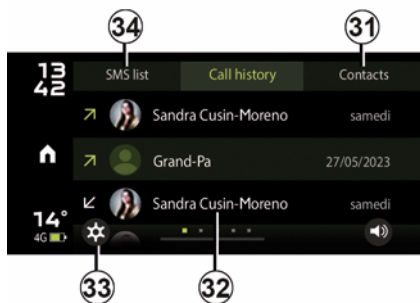 34
31
13
42
SMS list
Call history
Contacts
Sandra Cusin-Moreno
samedi
Grand-Pa
27/05/2023
Sandra Cusin-Moreno
samedi
14°
4G
33
32